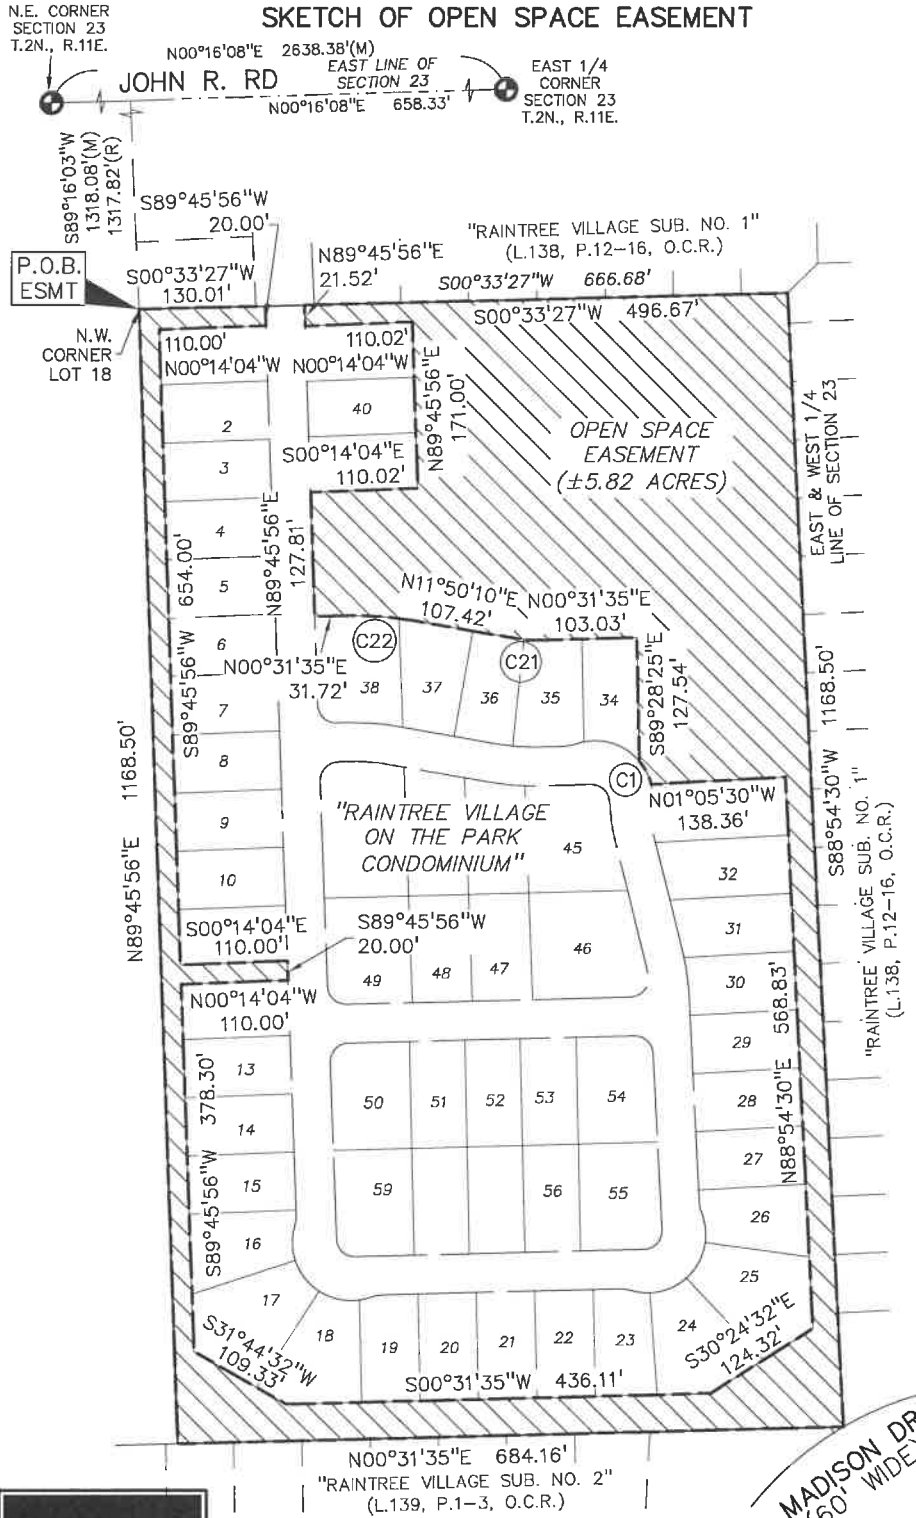 SKETCH OF OPEN SPACE EASEMENT
N.E. CORNER
SECTION 23
T.2N., R.11E.
N00°16'08"E 2638.38'(M)
JOHN R. RD
EAST LINE OF
SECTION 23
N00°16'08"E 658.33'
EAST 1/4
CORNER
SECTION 23
T.2N., R.11E.
S89°16'03"W
1318.08'(M)
1317.82'(R)
S89°45'56"W
20.00'
P.O.B.
ESMT
S00°33'27"W
130.01'
N89°45'56"E
21.52'
"RAINTREE VILLAGE SUB. NO. 1"
(L.138, P.12-16, O.C.R.)
S00°33'27"W 666.68'
S00°33'27"W 496.67'
N.W.
CORNER
LOT 18
110.00'
N00°14'04"W
110.02'
N00°14'04"W
N89°45'56"E
171.00'
40
2
3
S00°14'04"E
110.02'
OPEN SPACE
EASEMENT
(±5.82 ACRES)
EAST & WEST 1/4
LINE OF SECTION 23
4
5
6
7
8
9
10
654.00'
S89°45'56"W
N89°45'56"E
127.81'
N11°50'10"E
107.42'
N00°31'35"E
103.03'
C22
C21
N00°31'35"E
31.72'
38
37
36
35
34
S89°28'25"E
127.54'
C1
N01°05'30"W
138.36'
1168.50'
N89°45'56"E
1168.50'
S88°54'30"W
"RAINTREE VILLAGE SUB. NO. 1"
(L.138, P.12-16, O.C.R.)
"RAINTREE VILLAGE
ON THE PARK
CONDOMINIUM"
45
32
31
30
29
28
27
26
25
S00°14'04"E
110.00'
S89°45'56"W
20.00'
49
48
47
46
N00°14'04"W
110.00'
568.83'
N88°54'30"E
13
14
15
16
17
378.30'
S89°45'56"W
50
51
52
53
54
59
56
55
S31°44'32"W
109.33'
18
19
20
21
22
23
24
S30°24'32"E
124.32'
S00°31'35"W 436.11'
N00°31'35"E 684.16'
"RAINTREE VILLAGE SUB. NO. 2"
(L.139, P.1-3, O.C.R.)
MADISON DR
(60' WIDE)